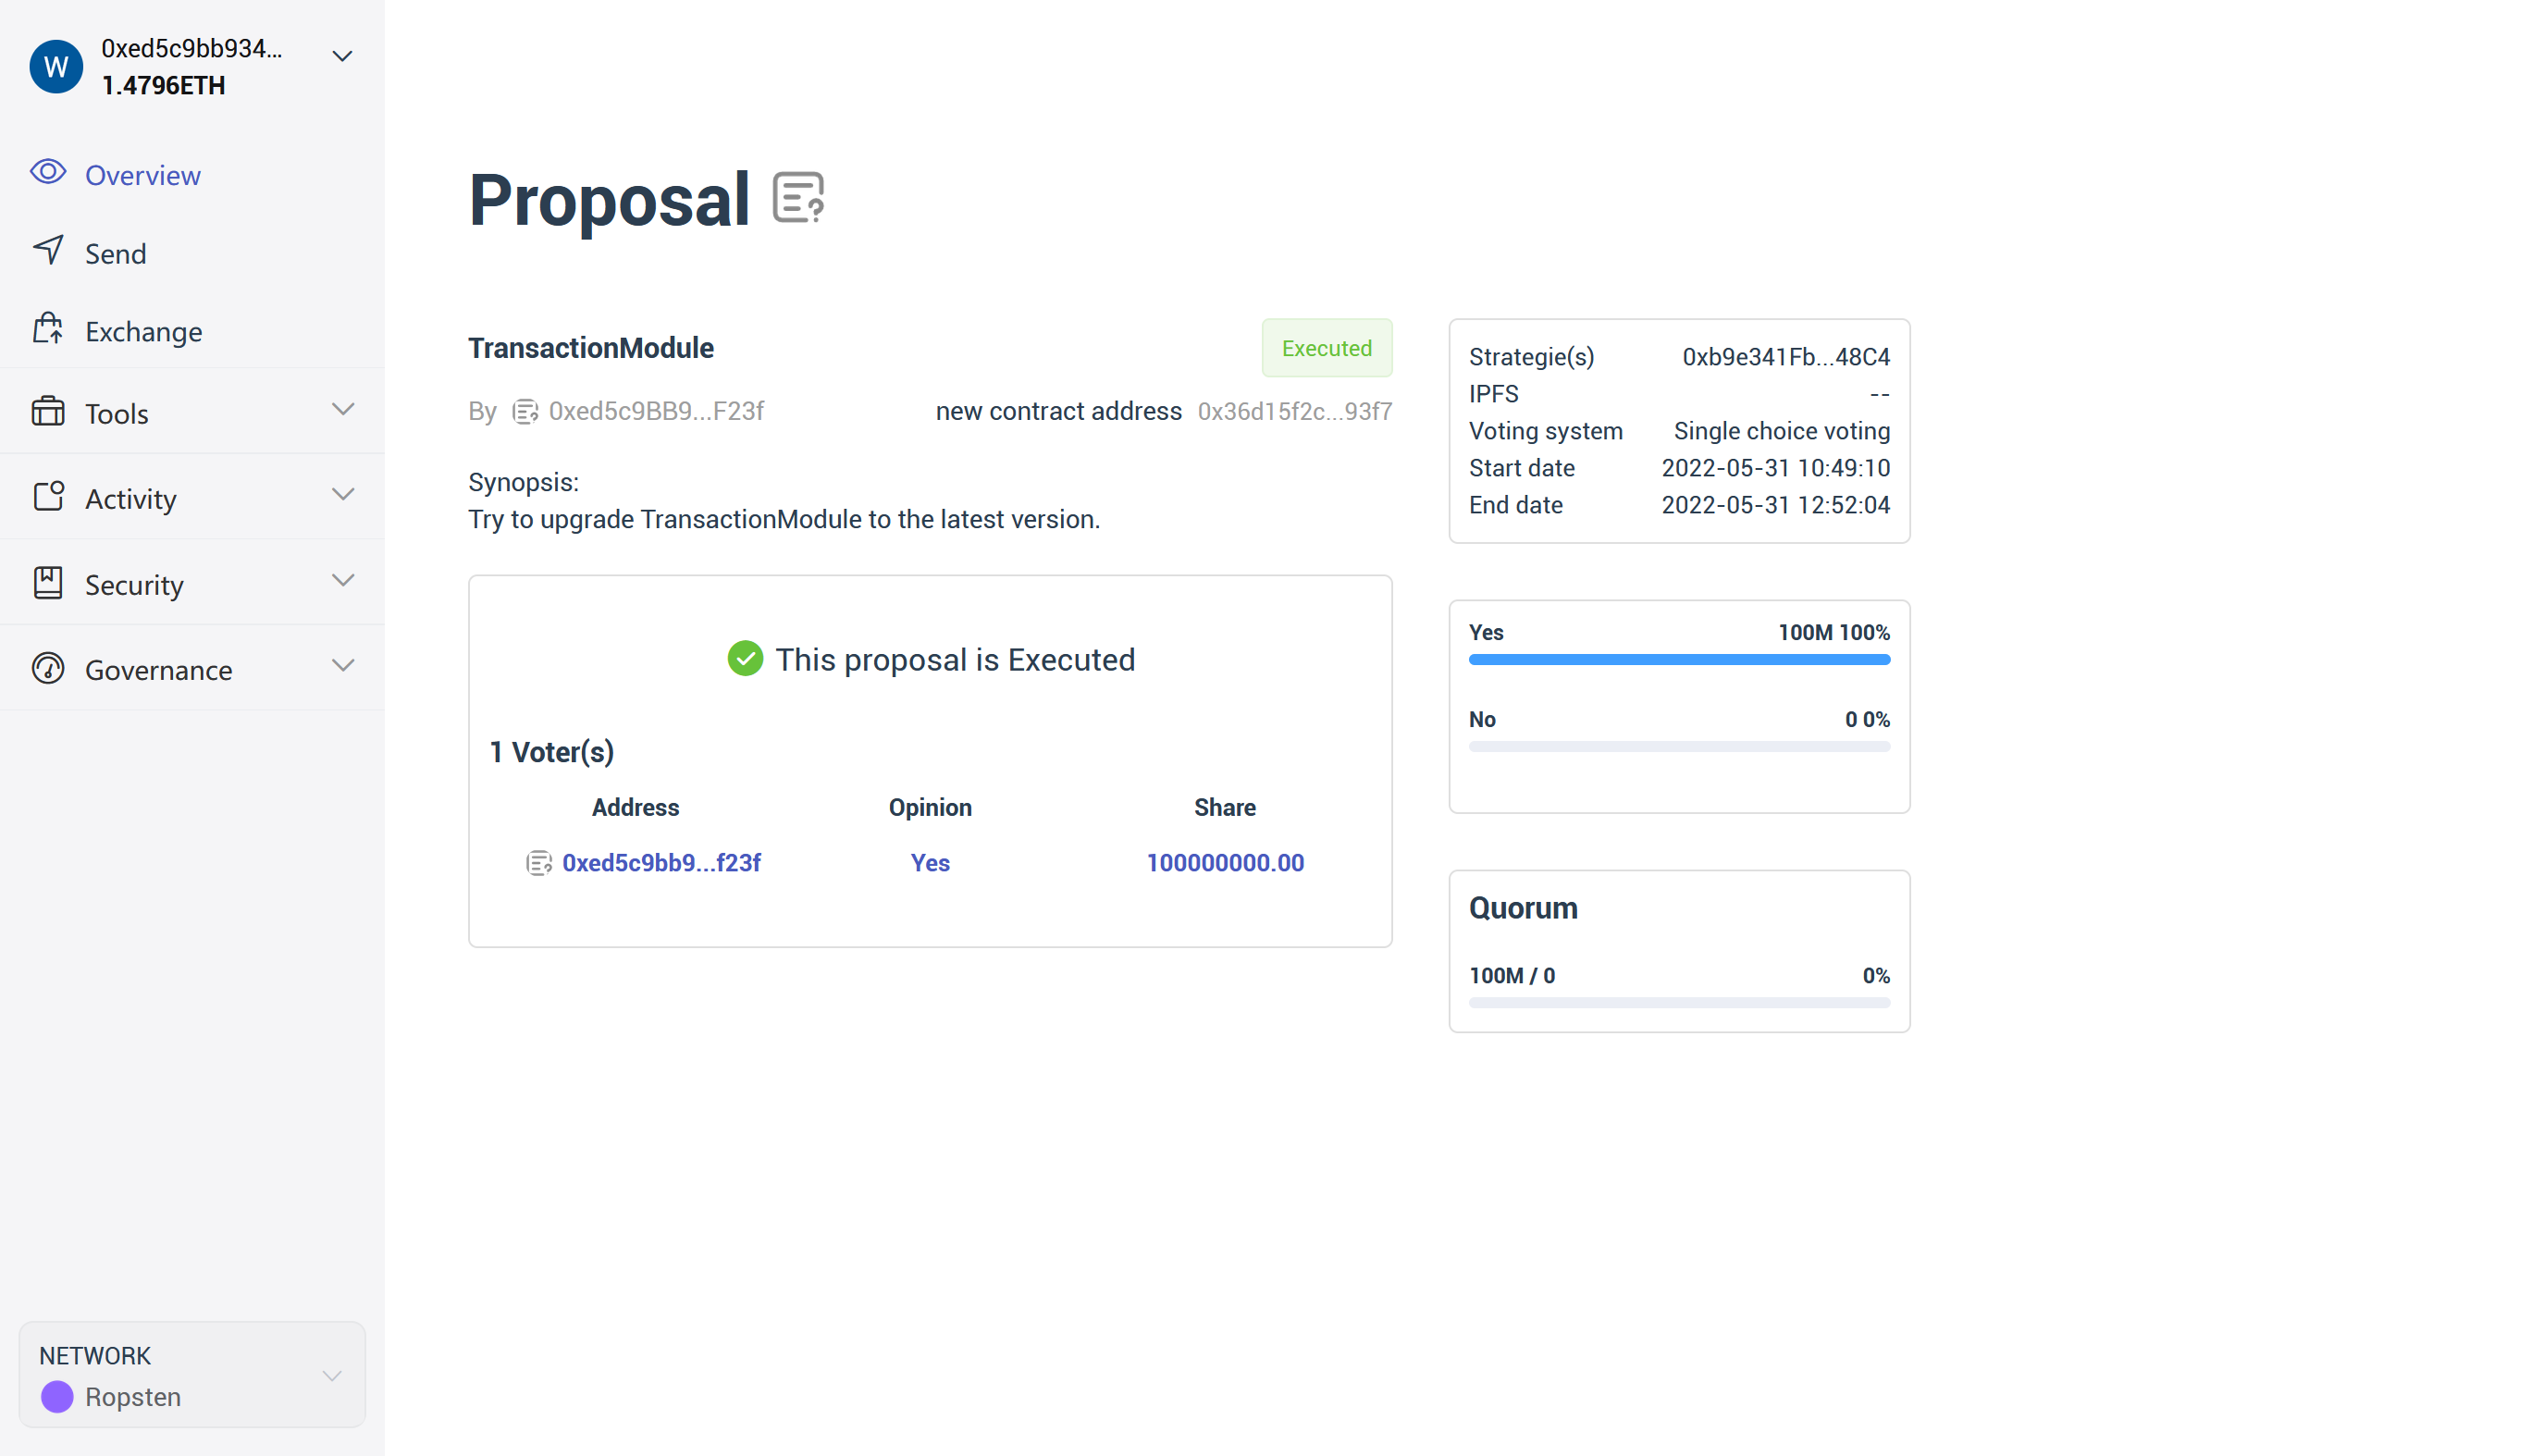 W
0xed5c9bb934...
1.4796ETH
Overview
Send
Exchange
Tools
Activity
Security
Governance
NETWORK
Ropsten
Proposal
TransactionModule
Executed
By 0xed5c9BB9...F23f
new contract address 0x36d15f2c...93f7
Synopsis:
Try to upgrade TransactionModule to the latest version.
This proposal is Executed
1 Voter(s)
Address Opinion Share
0xed5c9bb9...f23f Yes 100000000.00
Strategie(s) 0xb9e341Fb...48C4
IPFS --
Voting system Single choice voting
Start date 2022-05-31 10:49:10
End date 2022-05-31 12:52:04
Yes 100M 100%
No 0 0%
Quorum
100M / 0 0%